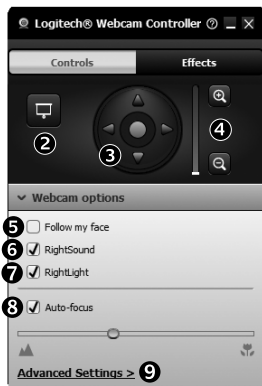 Logitech® Webcam Controller
Controls Effects
2
3
4
Webcam options
5 Follow my face
6 RightSound
7 RightLight
8 Auto-focus
Advanced Settings > 9